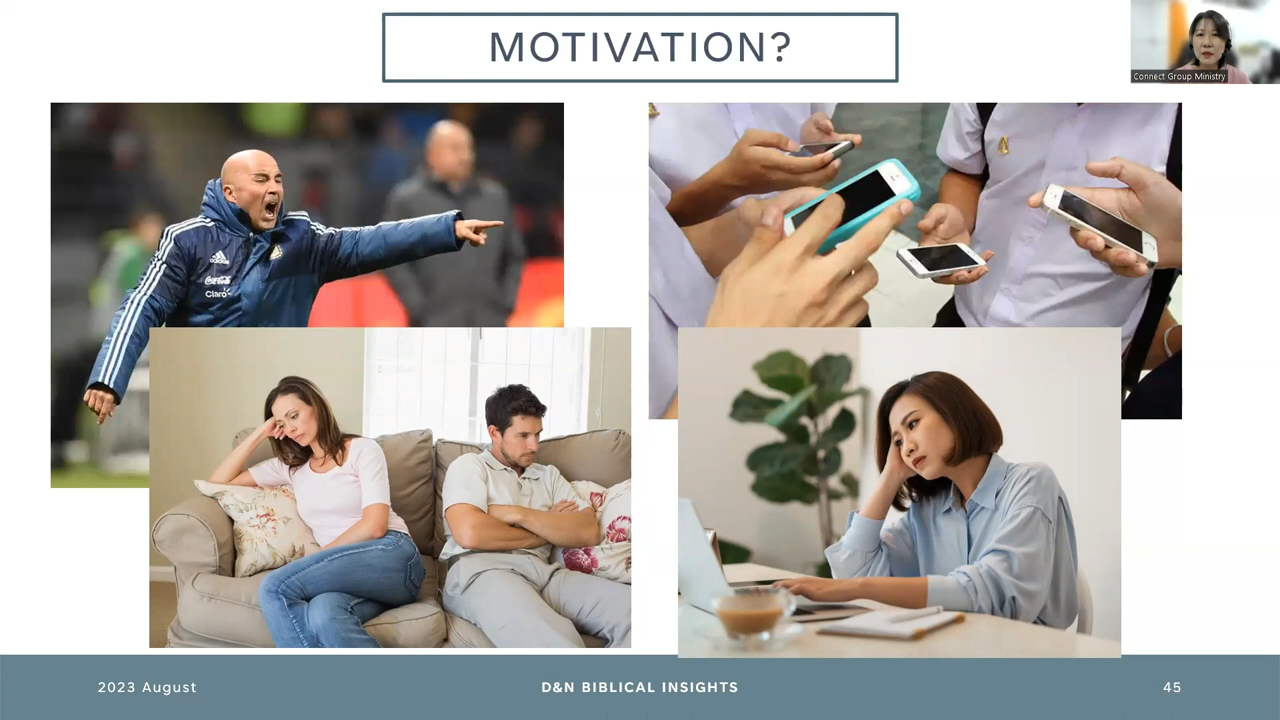 MOTIVATION?
Connect Group Ministry
adidas
Coca-Cola
Claro
2023 August
D&N BIBLICAL INSIGHTS
45